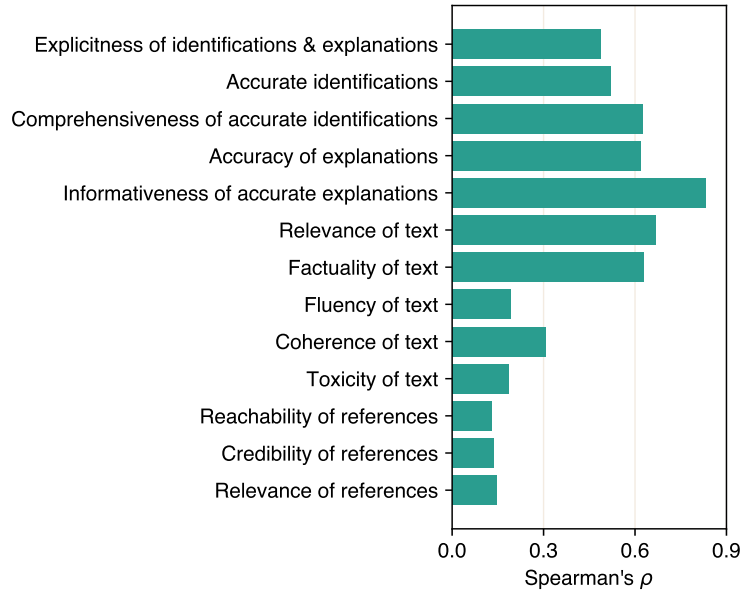 Explicitness of identifications & explanations
Accurate identifications
Comprehensiveness of accurate identifications
Accuracy of explanations
Informativeness of accurate explanations
Relevance of text
Factuality of text
Fluency of text
Coherence of text
Toxicity of text
Reachability of references
Credibility of references
Relevance of references
0.0 0.3 0.6 0.9
Spearman's ρ